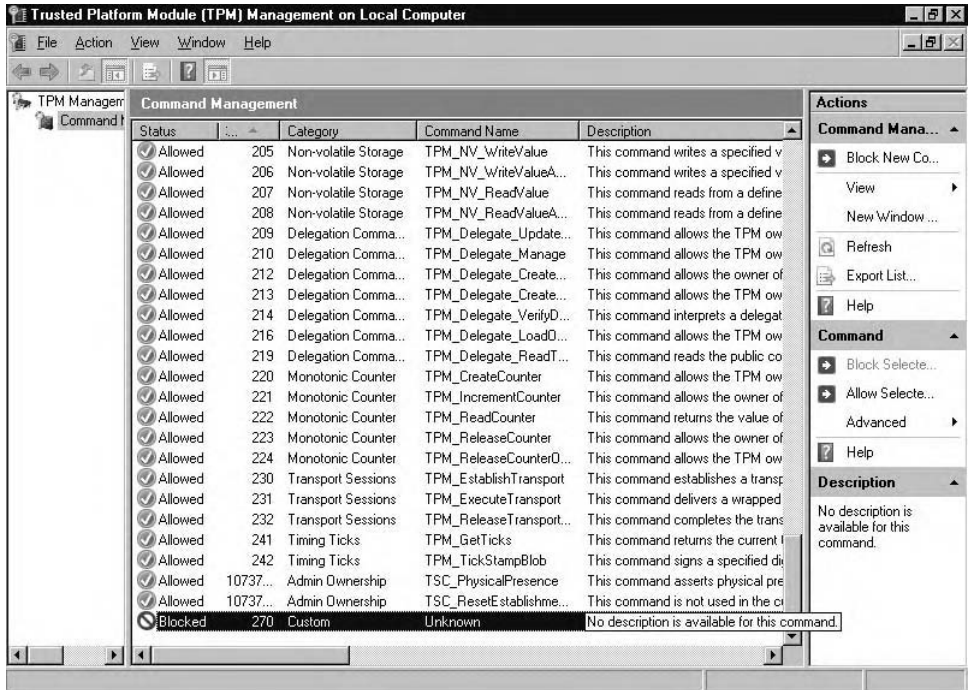 Trusted Platform Module (TPM) Management on Local Computer
File Action View Window Help
TPM Managem
Command M
Command Management
Status :... Category Command Name Description
Allowed 205 Non-volatile Storage TPM_NV_WriteValue This command writes a specified v
Allowed 206 Non-volatile Storage TPM_NV_WriteValueA... This command writes a specified v
Allowed 207 Non-volatile Storage TPM_NV_ReadValue This command reads from a define
Allowed 208 Non-volatile Storage TPM_NV_ReadValueA... This command reads from a define
Allowed 209 Delegation Comma... TPM_Delegate_Update... This command allows the TPM ow
Allowed 210 Delegation Comma... TPM_Delegate_Manage This command allows the TPM ow
Allowed 212 Delegation Comma... TPM_Delegate_Create... This command allows the owner of
Allowed 213 Delegation Comma... TPM_Delegate_Create... This command allows the TPM ow
Allowed 214 Delegation Comma... TPM_Delegate_VerifyD... This command interprets a delegat
Allowed 216 Delegation Comma... TPM_Delegate_LoadO... This command allows the TPM ow
Allowed 219 Delegation Comma... TPM_Delegate_ReadT... This command reads the public co
Allowed 220 Monotonic Counter TPM_CreateCounter This command allows the TPM ow
Allowed 221 Monotonic Counter TPM_IncrementCounter This command allows the owner of
Allowed 222 Monotonic Counter TPM_ReadCounter This command returns the value of
Allowed 223 Monotonic Counter TPM_ReleaseCounter This command allows the owner of
Allowed 224 Monotonic Counter TPM_ReleaseCounterO... This command allows the TPM ow
Allowed 230 Transport Sessions TPM_EstablishTransport This command establishes a transp
Allowed 231 Transport Sessions TPM_ExecuteTransport This command delivers a wrapped
Allowed 232 Transport Sessions TPM_ReleaseTransport... This command completes the trans
Allowed 241 Timing Ticks TPM_GetTicks This command returns the current
Allowed 242 Timing Ticks TPM_TickStampBlob This command signs a specified di
Allowed 10737... Admin Ownership TSC_PhysicalPresence This command asserts physical pre
Allowed 10737... Admin Ownership TSC_ResetEstablishme... This command is not used in the cu
Blocked 270 Custom Unknown No description is available for this command.
Actions
Command Mana...
Block New Co...
View
New Window ...
Refresh
Export List...
Help
Command
Block Selecte...
Allow Selecte...
Advanced
Help
Description
No description is
available for this
command.